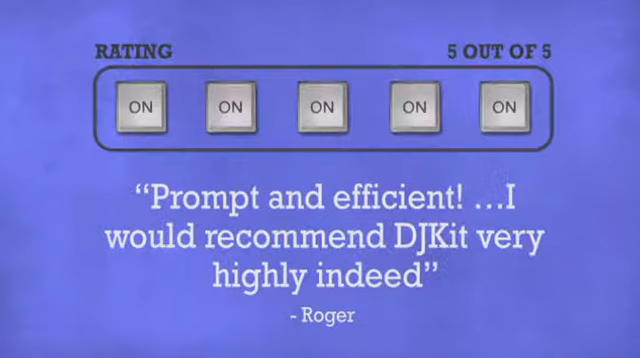 RATING 5 OUT OF 5
ON ON ON ON ON
“Prompt and efficient! ...I
would recommend DJKit very
highly indeed”
- Roger